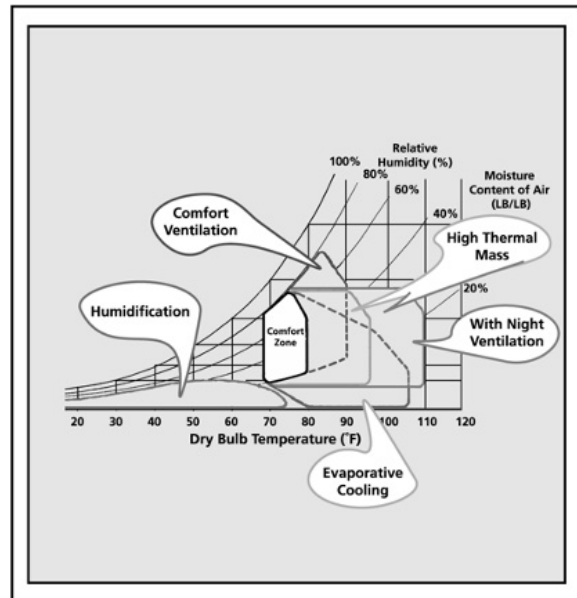 Relative
Humidity (%)
100%
80%
60%
40%
20%
Moisture
Content of Air
(LB/LB)
Comfort
Ventilation
High Thermal
Mass
Humidification
Comfort
Zone
With Night
Ventilation
20 30 40 50 60 70 80 90 100 110 120
Dry Bulb Temperature (°F)
Evaporative
Cooling